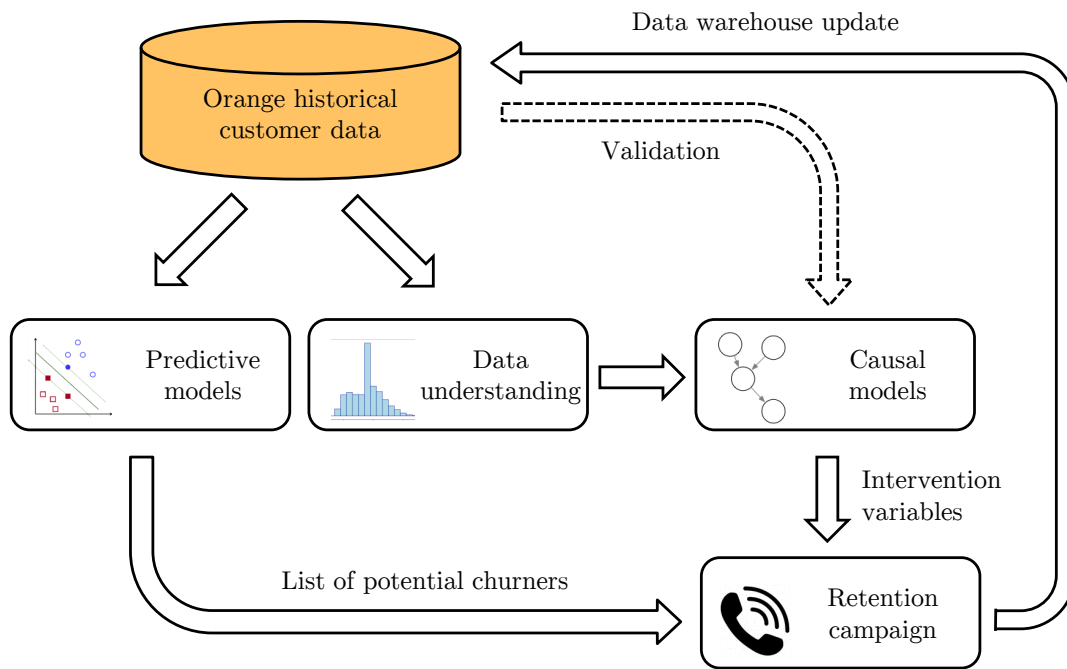 Data warehouse update
Orange historical
customer data
Validation
Predictive
models
Data
understanding
Causal
models
Intervention
variables
List of potential churners
Retention
campaign